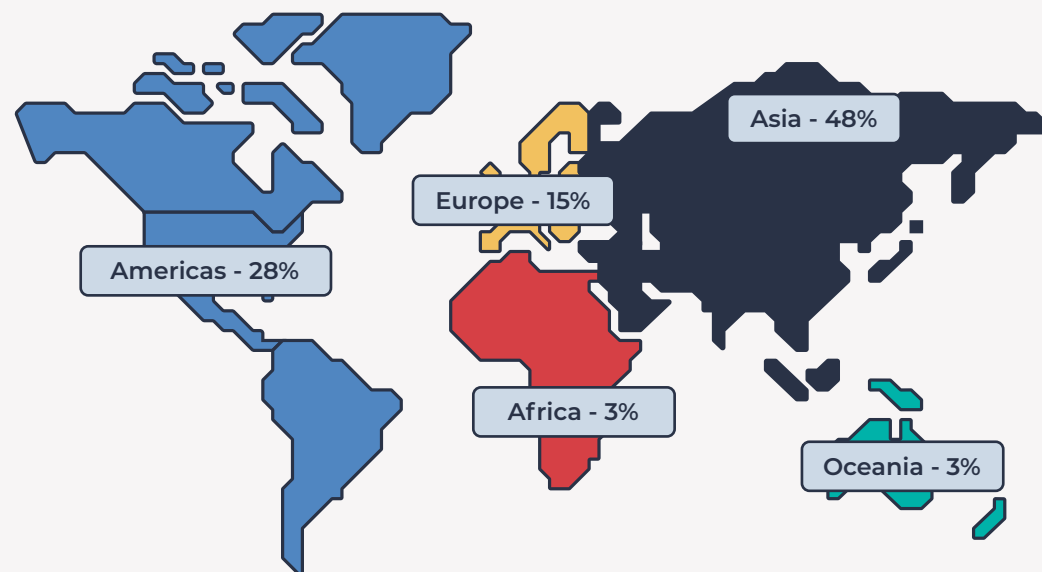 Asia - 48%
Europe - 15%
Americas - 28%
Africa - 3%
Oceania - 3%